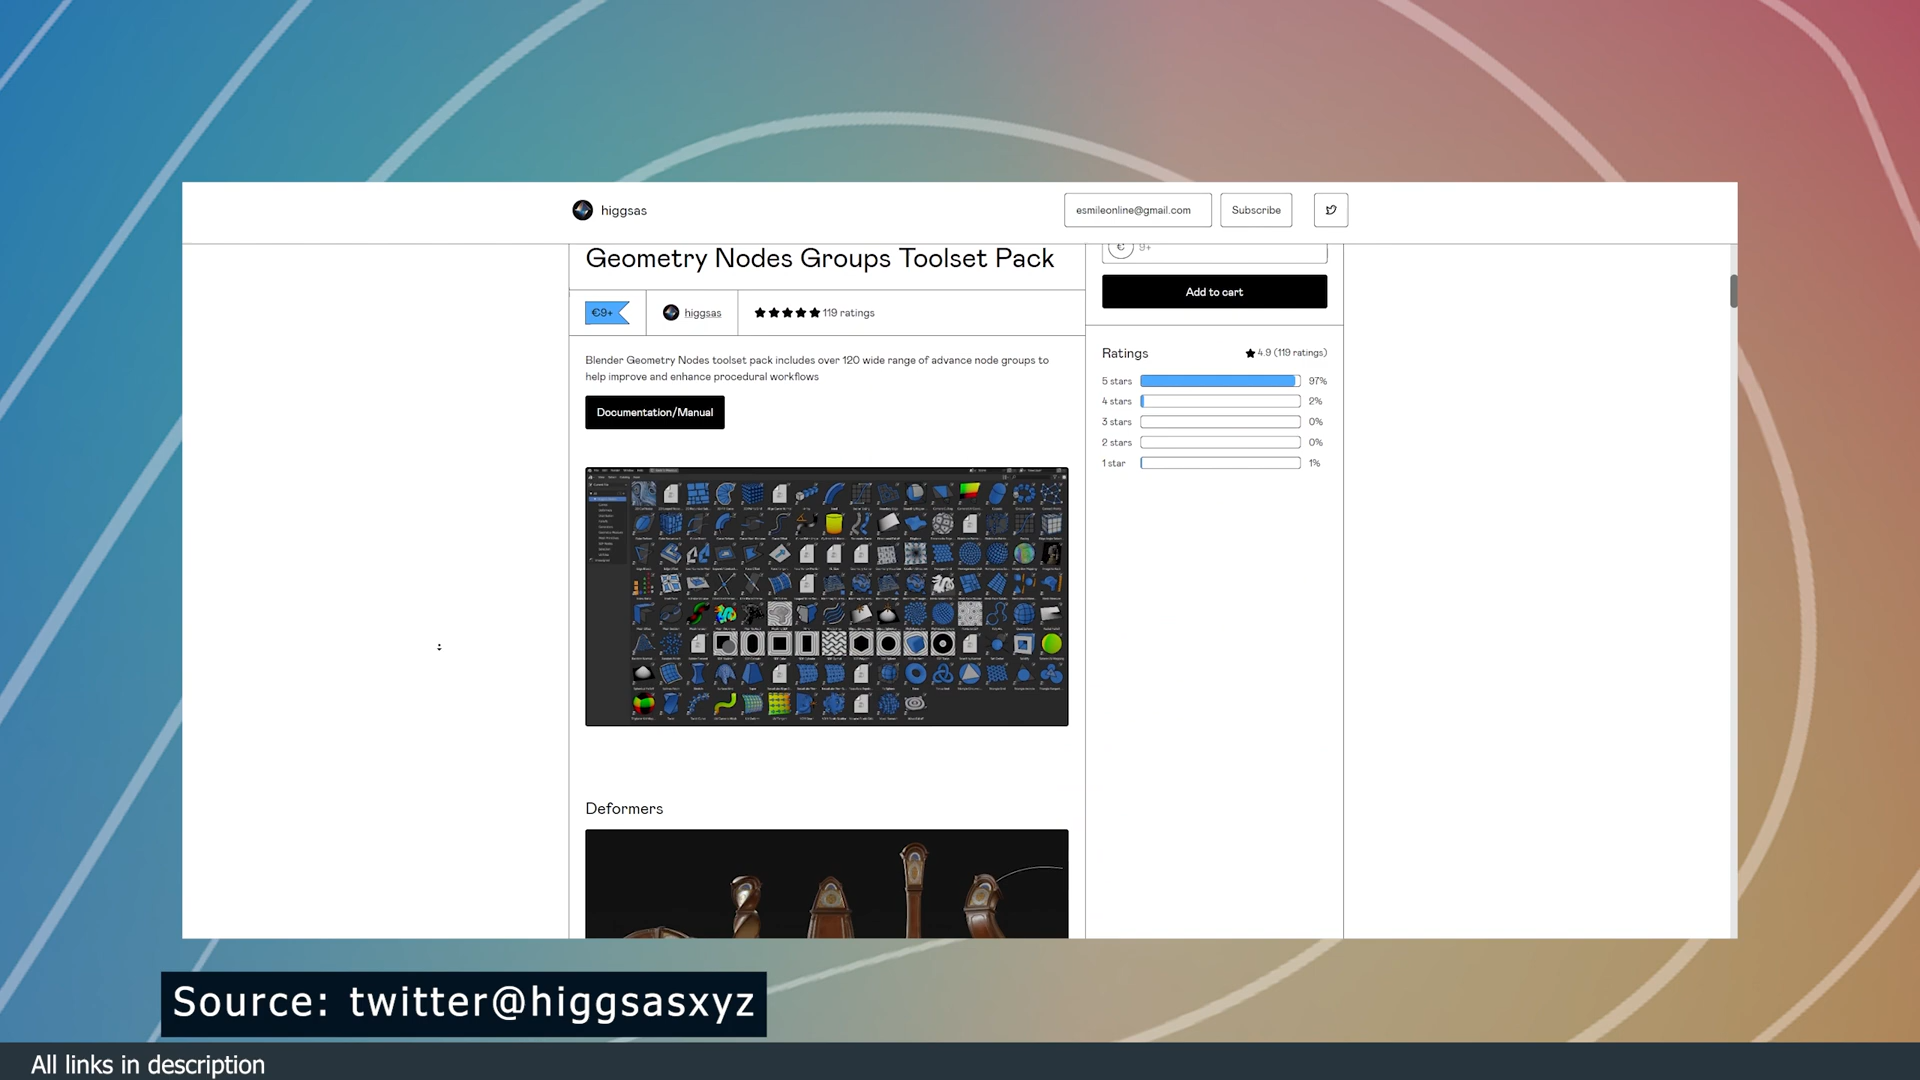 higgsas
esmileonline@gmail.com
Subscribe
Geometry Nodes Groups Toolset Pack
€ 9+
Add to cart
€9+
higgsas
119 ratings
Blender Geometry Nodes toolset pack includes over 120 wide range of advance node groups to
help improve and enhance procedural workflows
Documentation/Manual
Ratings
4.9 (119 ratings)
5 stars 97%
4 stars 2%
3 stars 0%
2 stars 0%
1 star 1%
Deformers
Source: twitter@higgsasxyz
All links in description